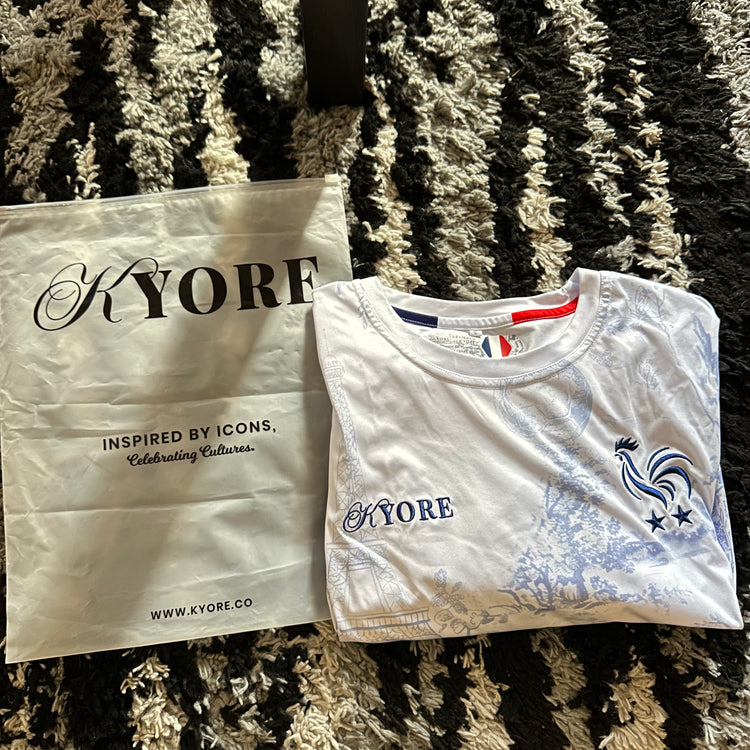 KYORE
INSPIRED BY ICONS,
Celebrating Cultures.
WWW.KYORE.CO
KYORE